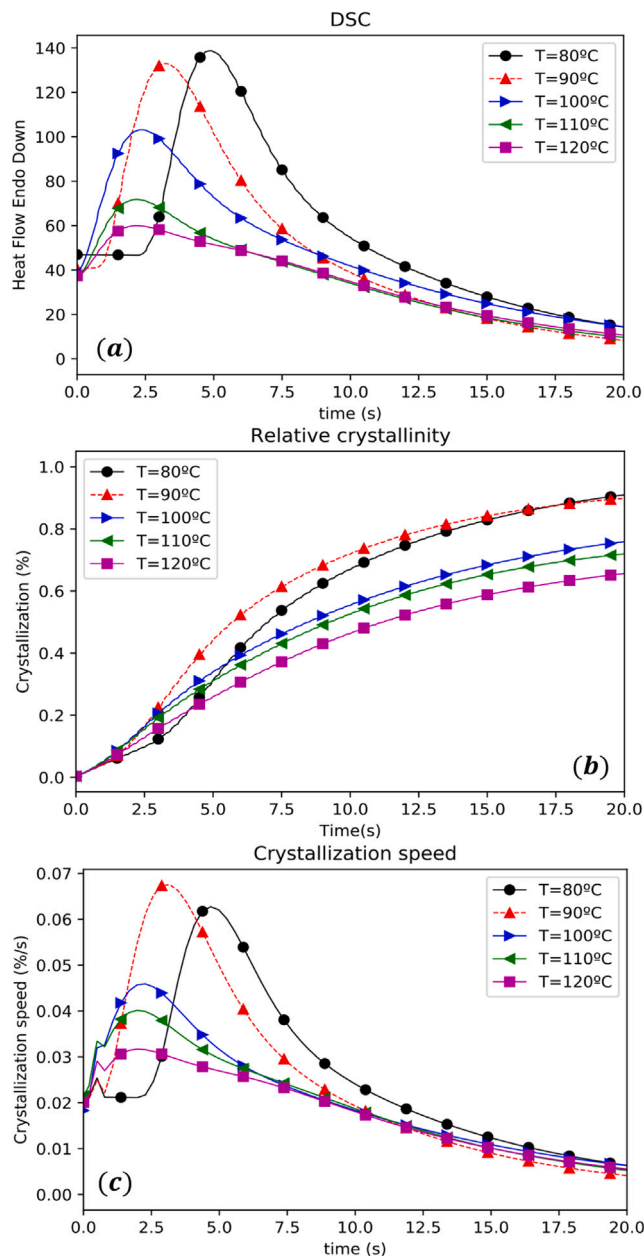 DSC
140
120
100
80
60
40
20
0
Heat Flow Endo Down
T=80ºC
T=90ºC
T=100ºC
T=110ºC
T=120ºC
(a)
0.0 2.5 5.0 7.5 10.0 12.5 15.0 17.5 20.0
time (s)
Relative crystallinity
1.0
0.8
0.6
0.4
0.2
0.0
Crystallization (%)
T=80ºC
T=90ºC
T=100ºC
T=110ºC
T=120ºC
(b)
0.0 2.5 5.0 7.5 10.0 12.5 15.0 17.5 20.0
Time(s)
Crystallization speed
0.07
0.06
0.05
0.04
0.03
0.02
0.01
0.00
Crystallization speed (%/s)
T=80ºC
T=90ºC
T=100ºC
T=110ºC
T=120ºC
(c)
0.0 2.5 5.0 7.5 10.0 12.5 15.0 17.5 20.0
time (s)